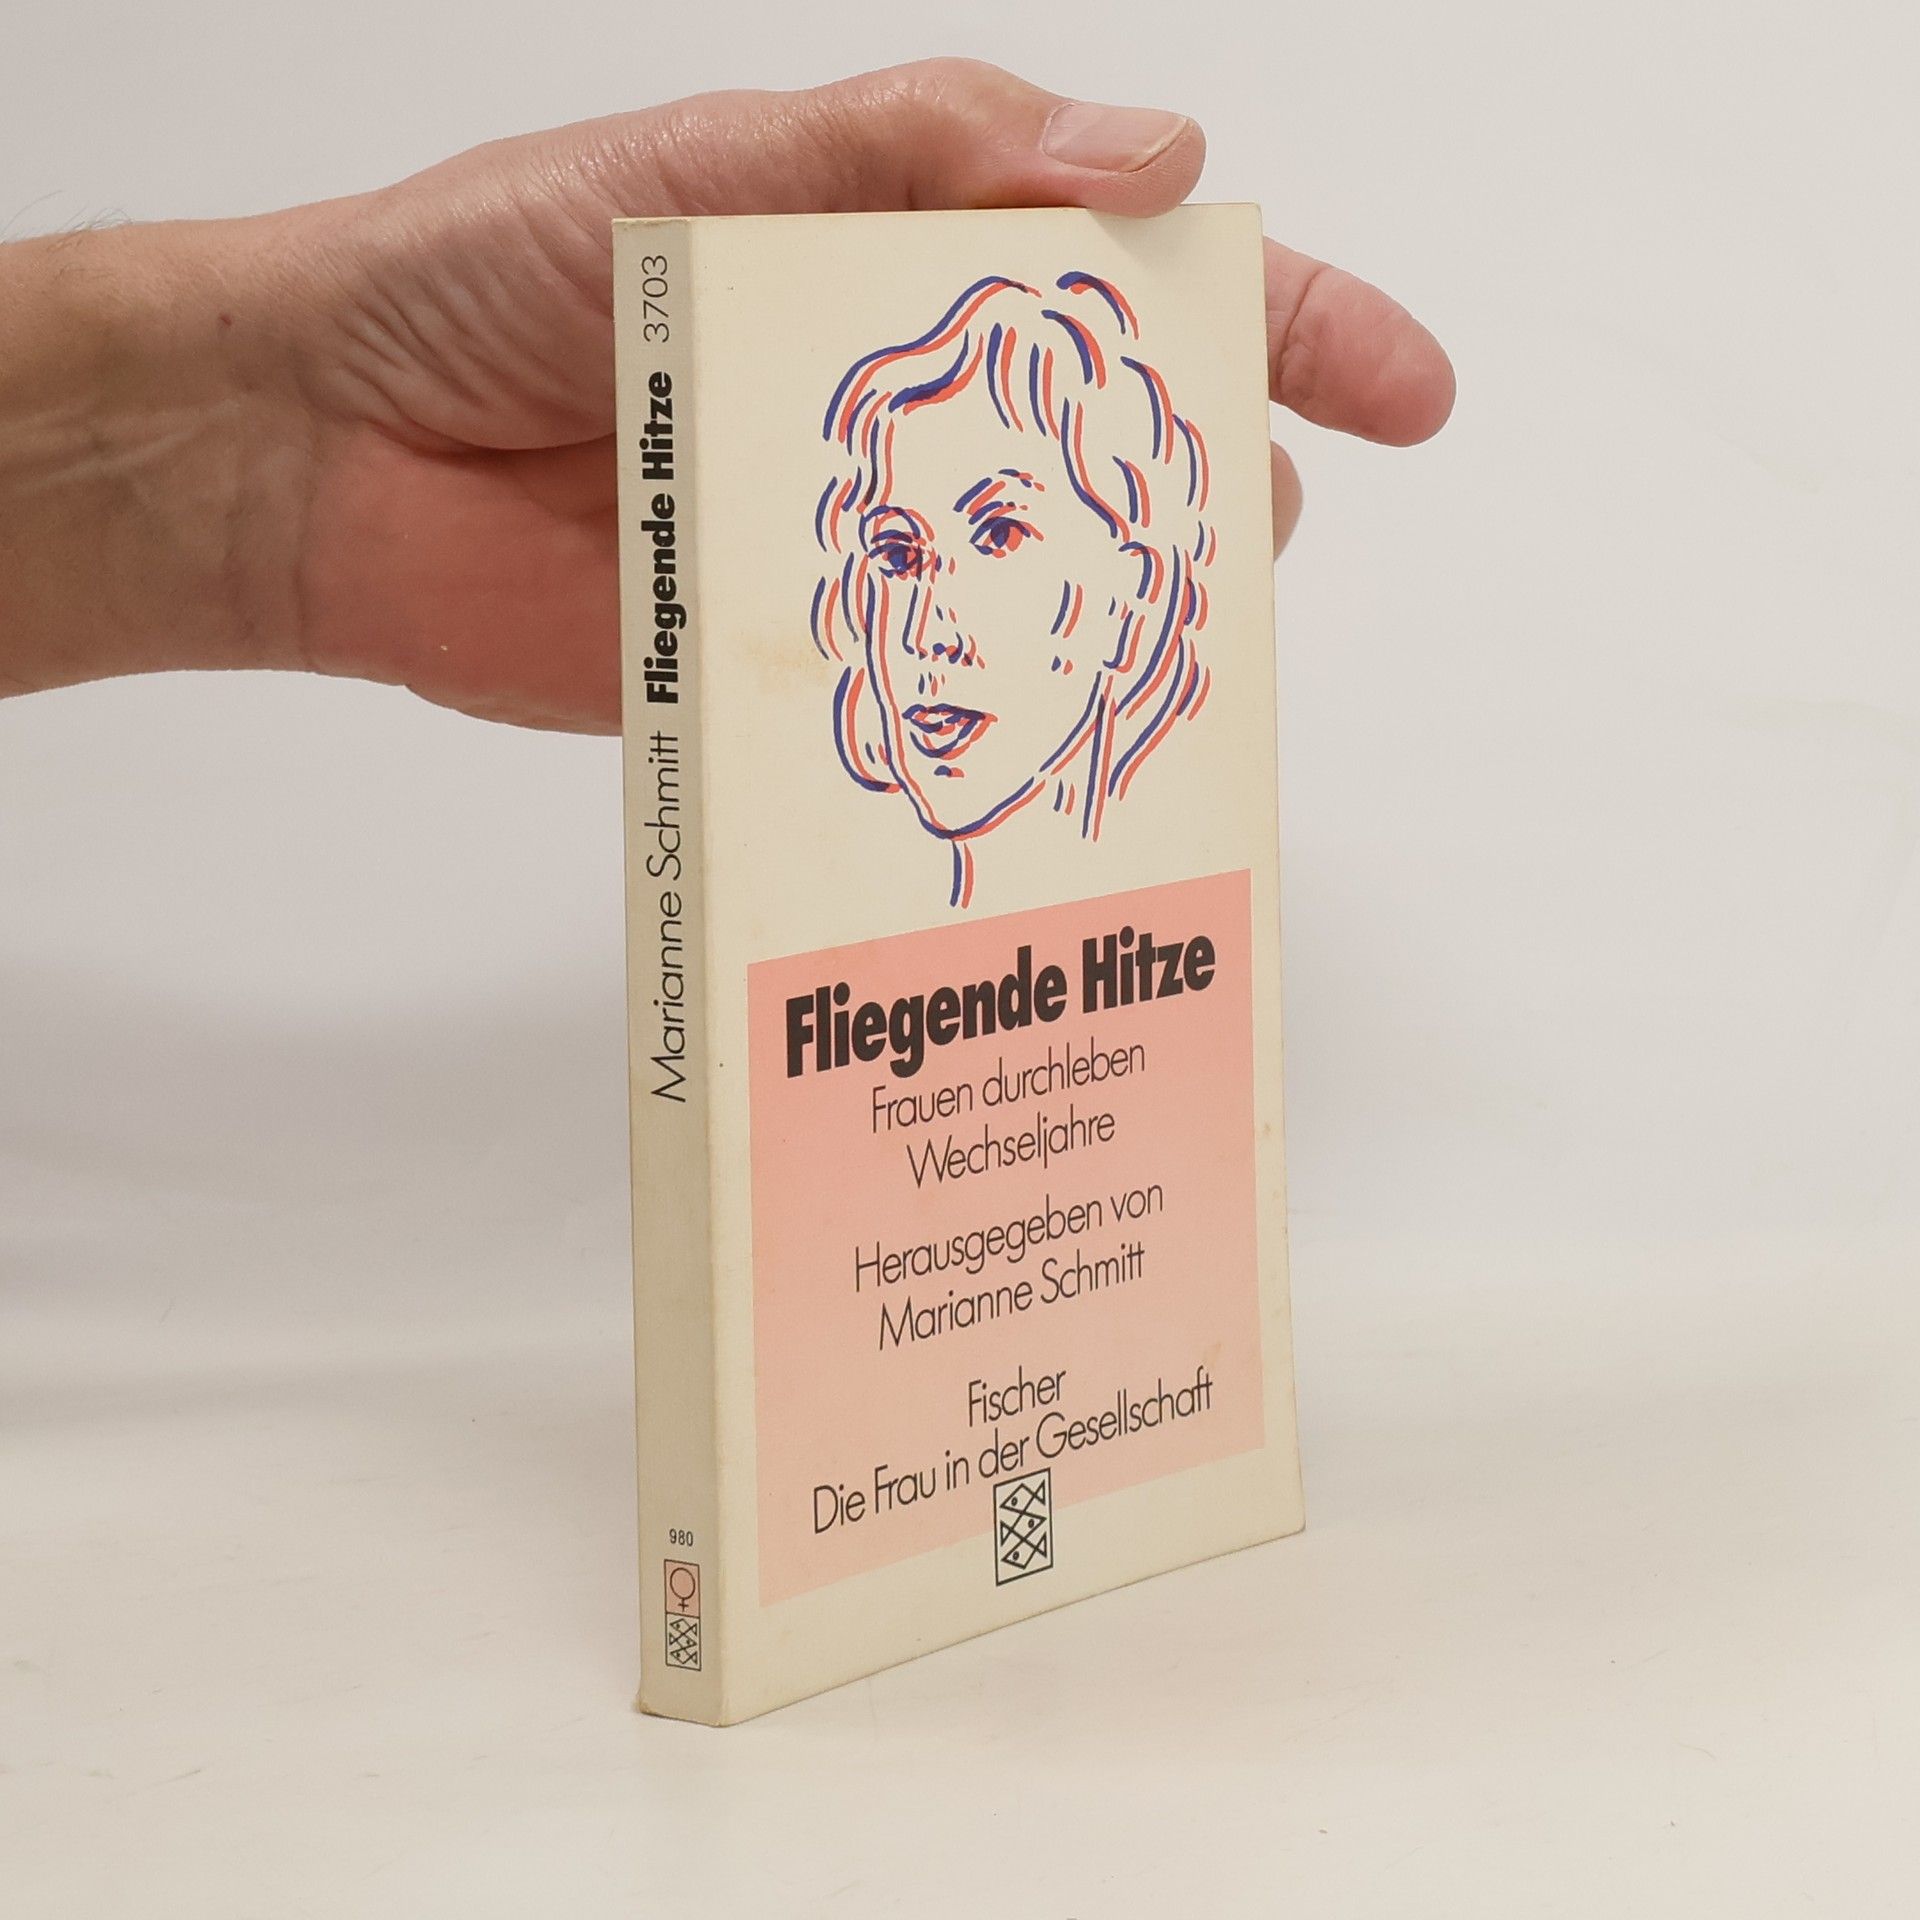 Marianne Schmitt Fliegende Hitze 3703
980
Fliegende Hitze
Frauen durchleben
Wechseljahre
Herausgegeben von
Marianne Schmitt
Fischer
Die Frau in der Gesellschaft